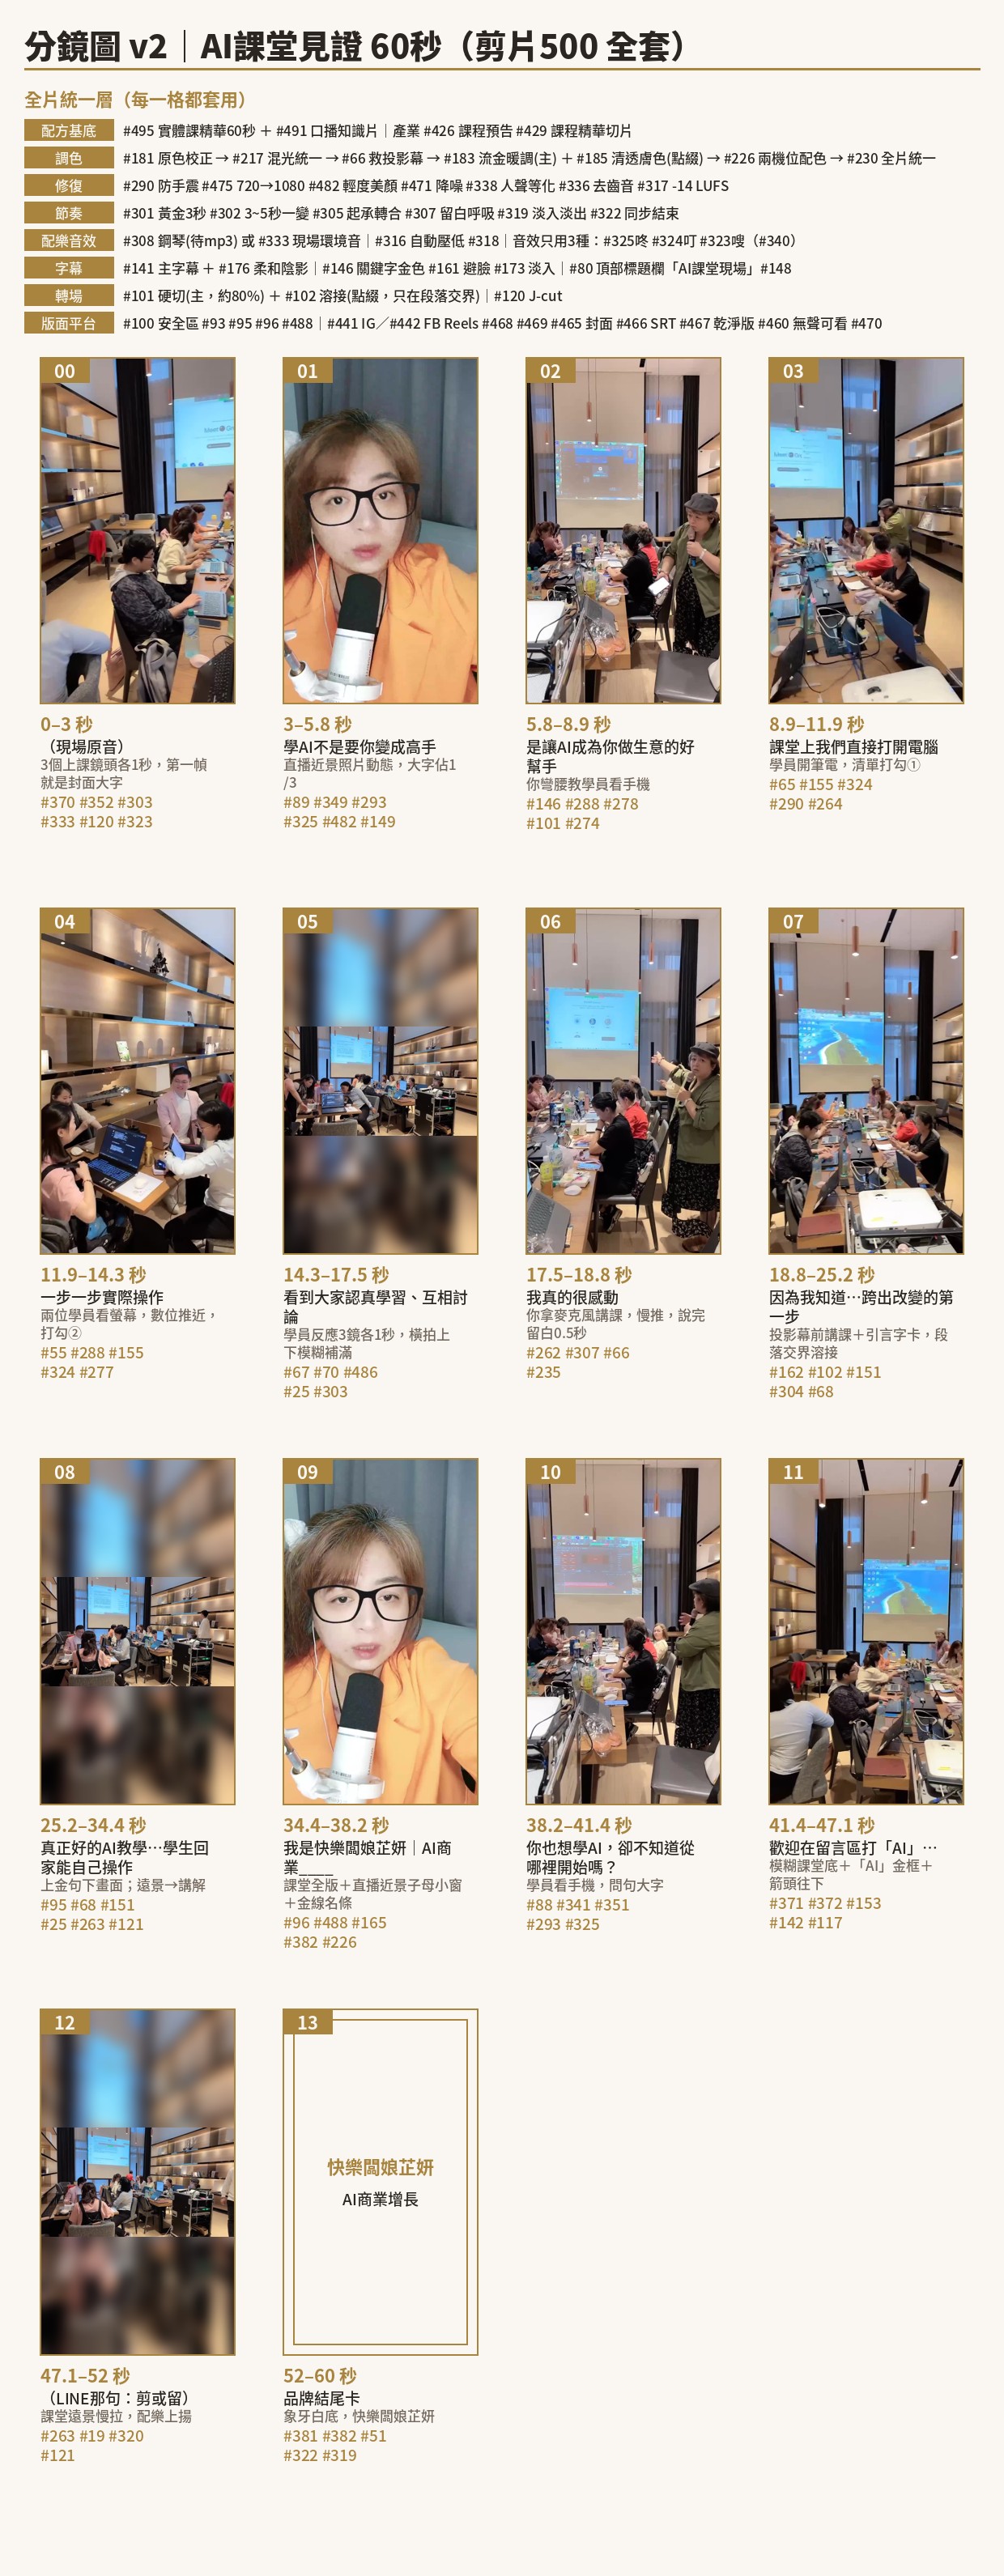 分鏡圖 v2｜AI課堂見證 60秒（剪片500 全套）
全片統一層（每一格都套用）
配方基底 #495 實體課精華60秒 ＋ #491 口播知識片｜產業 #426 課程預告 #429 課程精華切片
調色 #181 原色校正 → #217 混光統一 → #66 救投影幕 → #183 流金暖調(主) ＋ #185 清透膚色(點綴) → #226 兩機位配色 → #230 全片統一
修復 #290 防手震 #475 720→1080 #482 輕度美顏 #471 降噪 #338 人聲等化 #336 去齒音 #317 -14 LUFS
節奏 #301 黃金3秒 #302 3~5秒一變 #305 起承轉合 #307 留白呼吸 #319 淡入淡出 #322 同步結束
配樂音效 #308 鋼琴(待mp3) 或 #333 現場環境音｜#316 自動壓低 #318｜音效只用3種：#325咚 #324叮 #323嗖（#340）
字幕 #141 主字幕 ＋ #176 柔和陰影｜#146 關鍵字金色 #161 避臉 #173 淡入｜#80 頂部標題欄「AI課堂現場」#148
轉場 #101 硬切(主，約80%) ＋ #102 溶接(點綴，只在段落交界)｜#120 J-cut
版面平台 #100 安全區 #93 #95 #96 #488｜#441 IG／#442 FB Reels #468 #469 #465 封面 #466 SRT #467 乾淨版 #460 無聲可看 #470
00
0–3 秒
（現場原音）
3個上課鏡頭各1秒，第一幀
就是封面大字
#370 #352 #303
#333 #120 #323
01
3–5.8 秒
學AI不是要你變成高手
直播近景照片動態，大字佔1
/3
#89 #349 #293
#325 #482 #149
02
5.8–8.9 秒
是讓AI成為你做生意的好
幫手
你彎腰教學員看手機
#146 #288 #278
#101 #274
03
8.9–11.9 秒
課堂上我們直接打開電腦
學員開筆電，清單打勾①
#65 #155 #324
#290 #264
04
11.9–14.3 秒
一步一步實際操作
兩位學員看螢幕，數位推近，
打勾②
#55 #288 #155
#324 #277
05
14.3–17.5 秒
看到大家認真學習、互相討
論
學員反應3鏡各1秒，橫拍上
下模糊補滿
#67 #70 #486
#25 #303
06
17.5–18.8 秒
我真的很感動
你拿麥克風講課，慢推，說完
留白0.5秒
#262 #307 #66
#235
07
18.8–25.2 秒
因為我知道⋯跨出改變的第
一步
投影幕前講課＋引言字卡，段
落交界溶接
#162 #102 #151
#304 #68
08
25.2–34.4 秒
真正好的AI教學⋯學生回
家能自己操作
上金句下畫面；遠景→講解
#95 #68 #151
#25 #263 #121
09
34.4–38.2 秒
我是快樂闆娘芷妍｜AI商
業____
課堂全版＋直播近景子母小窗
＋金線名條
#96 #488 #165
#382 #226
10
38.2–41.4 秒
你也想學AI，卻不知道從
哪裡開始嗎？
學員看手機，問句大字
#88 #341 #351
#293 #325
11
41.4–47.1 秒
歡迎在留言區打「AI」⋯
模糊課堂底＋「AI」金框＋
箭頭往下
#371 #372 #153
#142 #117
12
47.1–52 秒
（LINE那句：剪或留）
課堂遠景慢拉，配樂上揚
#263 #19 #320
#121
13
快樂闆娘芷妍
AI商業增長
52–60 秒
品牌結尾卡
象牙白底，快樂闆娘芷妍
#381 #382 #51
#322 #319